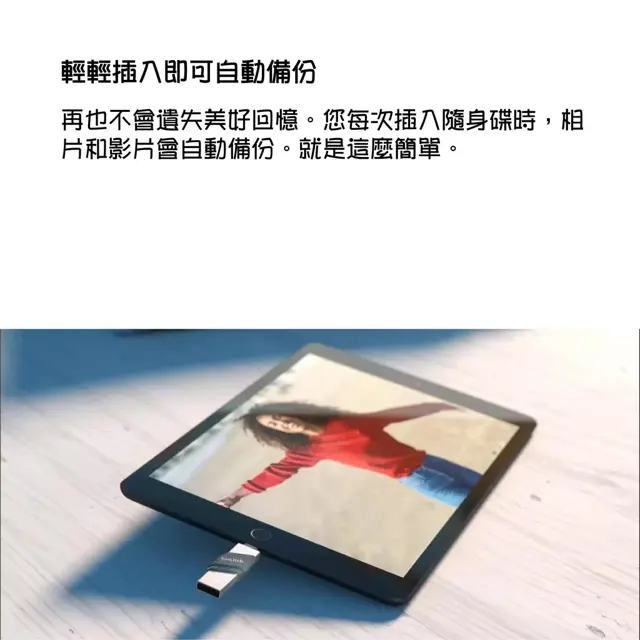 輕輕插入即可自動備份
再也不會遺失美好回憶。您每次插入隨身碟時，相
片和影片會自動備份。就是這麼簡單。
SanDisk